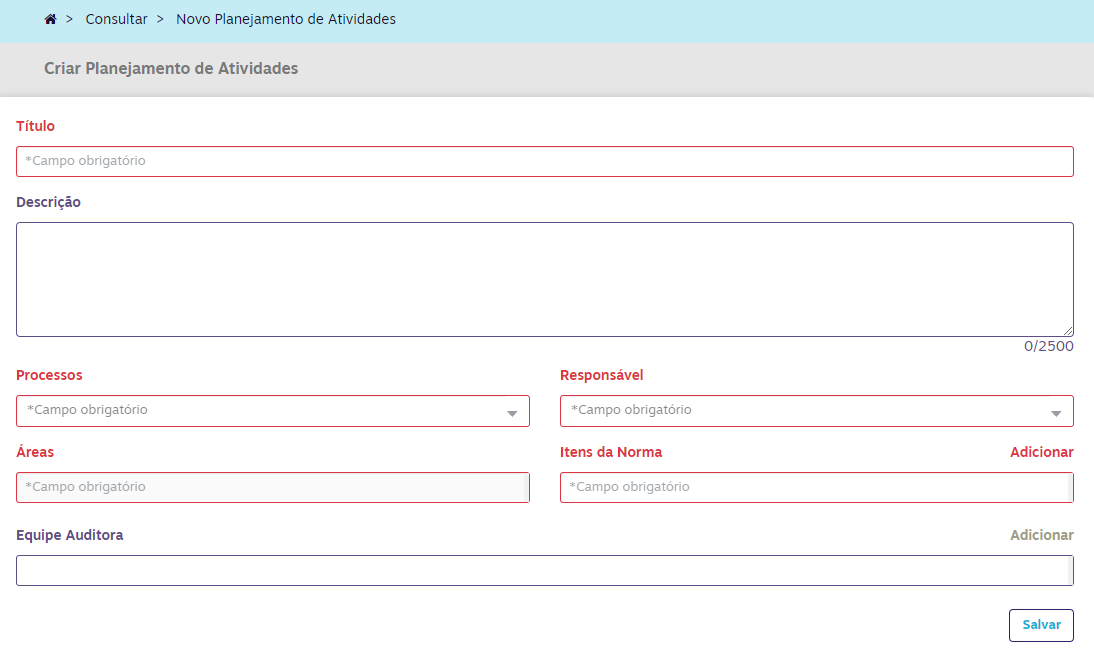 > Consultar > Novo Planejamento de Atividades
Criar Planejamento de Atividades
Título
*Campo obrigatório
Descrição
0/2500
Processos Responsável
*Campo obrigatório *Campo obrigatório
Áreas Itens da Norma Adicionar
*Campo obrigatório *Campo obrigatório
Equipe Auditora Adicionar
Salvar